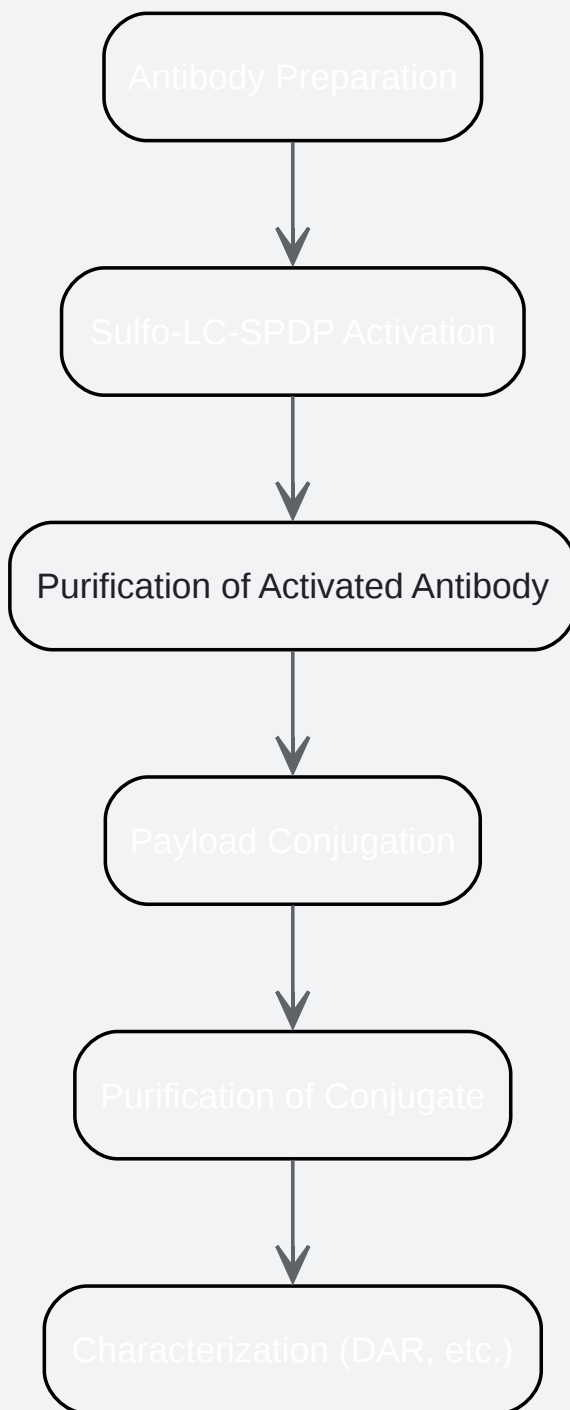 Antibody Preparation
Sulfo-LC-SPDP Activation
Purification of Activated Antibody
Payload Conjugation
Purification of Conjugate
Characterization (DAR, etc.)